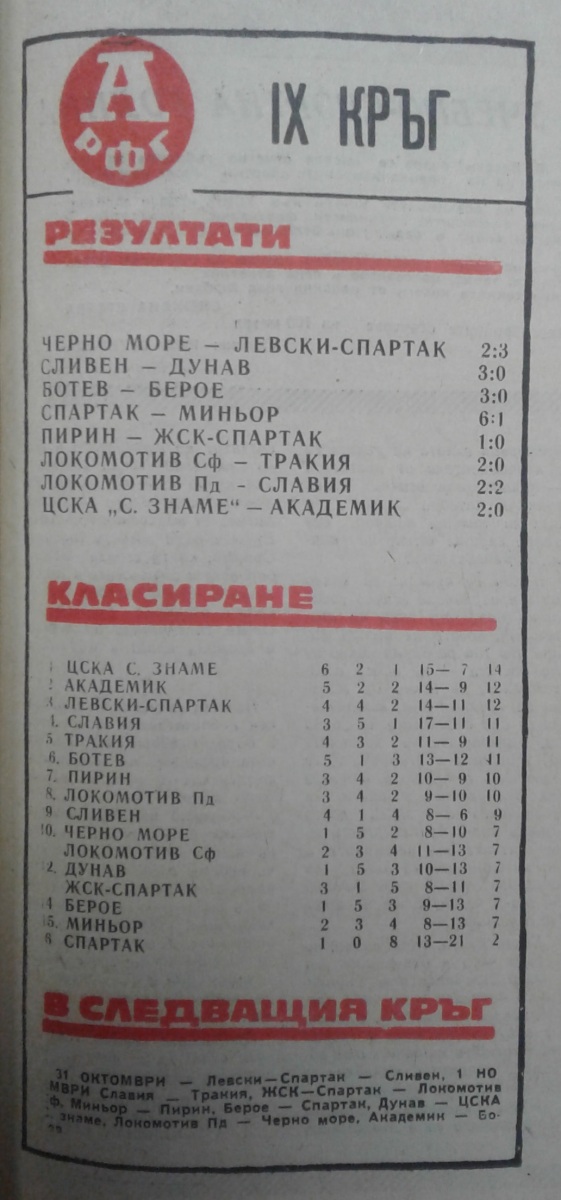 А
РФГ
IX КРЪГ
РЕЗУЛТАТИ
ЧЕРНО МОРЕ — ЛЕВСКИ-СПАРТАК 2:3
СЛИВЕН — ДУНАВ 3:0
БОТЕВ — БЕРОЕ 3:0
СПАРТАК — МИНЬОР 6:1
ПИРИН — ЖСК-СПАРТАК 1:0
ЛОКОМОТИВ Сф — ТРАКИЯ 2:0
ЛОКОМОТИВ Пд - СЛАВИЯ 2:2
ЦСКА „С. ЗНАМЕ“ — АКАДЕМИК 2:0
КЛАСИРАНЕ
1 ЦСКА С. ЗНАМЕ 6 2 1 15— 7 14
2 АКАДЕМИК 5 2 2 14— 9 12
3 ЛЕВСКИ-СПАРТАК 4 4 2 14—11 12
4. СЛАВИЯ 3 5 1 17—11 11
5 ТРАКИЯ 4 3 2 11— 9 11
6. БОТЕВ 5 1 3 13—12 11
7. ПИРИН 3 4 2 10— 9 10
8. ЛОКОМОТИВ Пд 3 4 2 9—10 10
9 СЛИВЕН 4 1 4 8— 6 9
10. ЧЕРНО МОРЕ 1 5 2 8—10 7
ЛОКОМОТИВ Сф 2 3 4 11—13 7
2. ДУНАВ 1 5 3 10—13 7
ЖСК-СПАРТАК 3 1 5 8—11 7
4 БЕРОЕ 1 5 3 9—13 7
5. МИНЬОР 2 3 4 8—13 7
6 СПАРТАК 1 0 8 13—21 2
В СЛЕДВАЩИЯ КРЪГ
31 ОКТОМВРИ — Левски—Спартак — Сливен, 1 НО
МВРИ Славия — Тракия, ЖСК—Спартак — Локомотив
ф. Миньор — Пирин, Берое — Спартак, Дунав — ЦСКА
знаме, Локомотив Пд — Черно море, Академик — Бо-